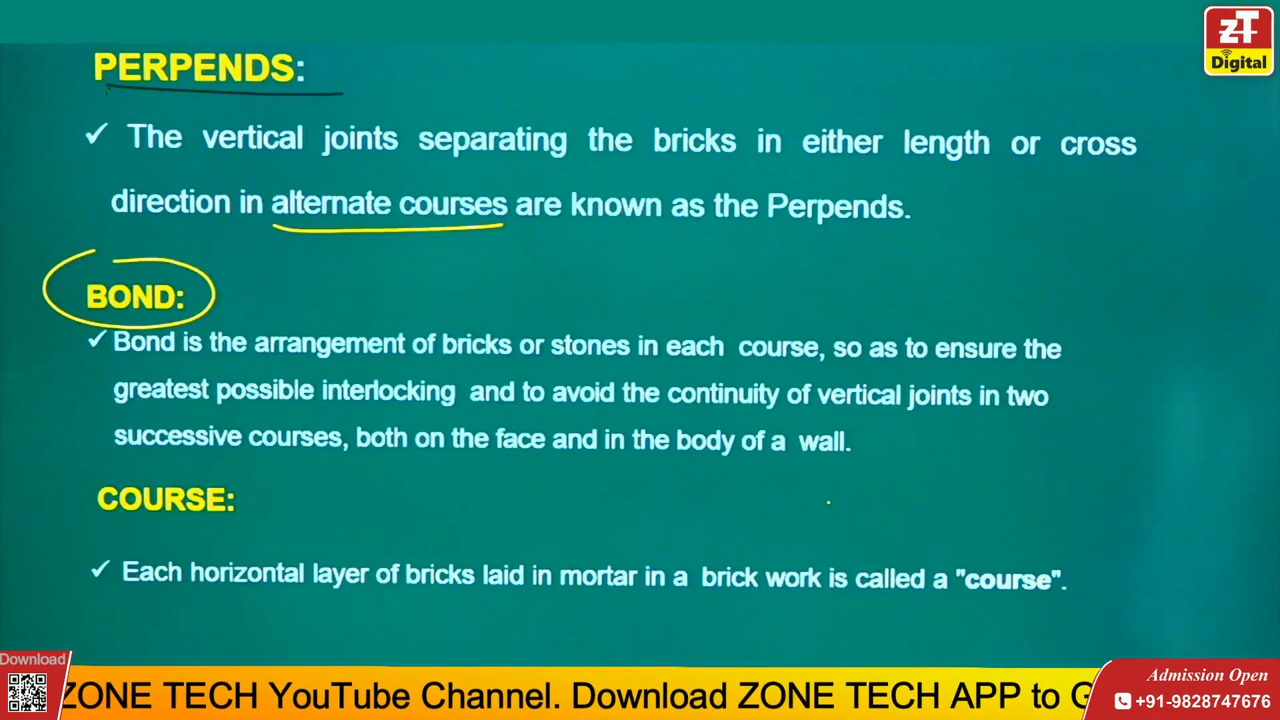 zT
Digital
PERPENDS:
✓ The vertical joints separating the bricks in either length or cross
direction in alternate courses are known as the Perpends.
BOND:
✓ Bond is the arrangement of bricks or stones in each course, so as to ensure the
greatest possible interlocking and to avoid the continuity of vertical joints in two
successive courses, both on the face and in the body of a wall.
COURSE:
✓ Each horizontal layer of bricks laid in mortar in a brick work is called a "course".
Download
ZONE TECH YouTube Channel. Download ZONE TECH APP to G
Admission Open
+91-9828747676